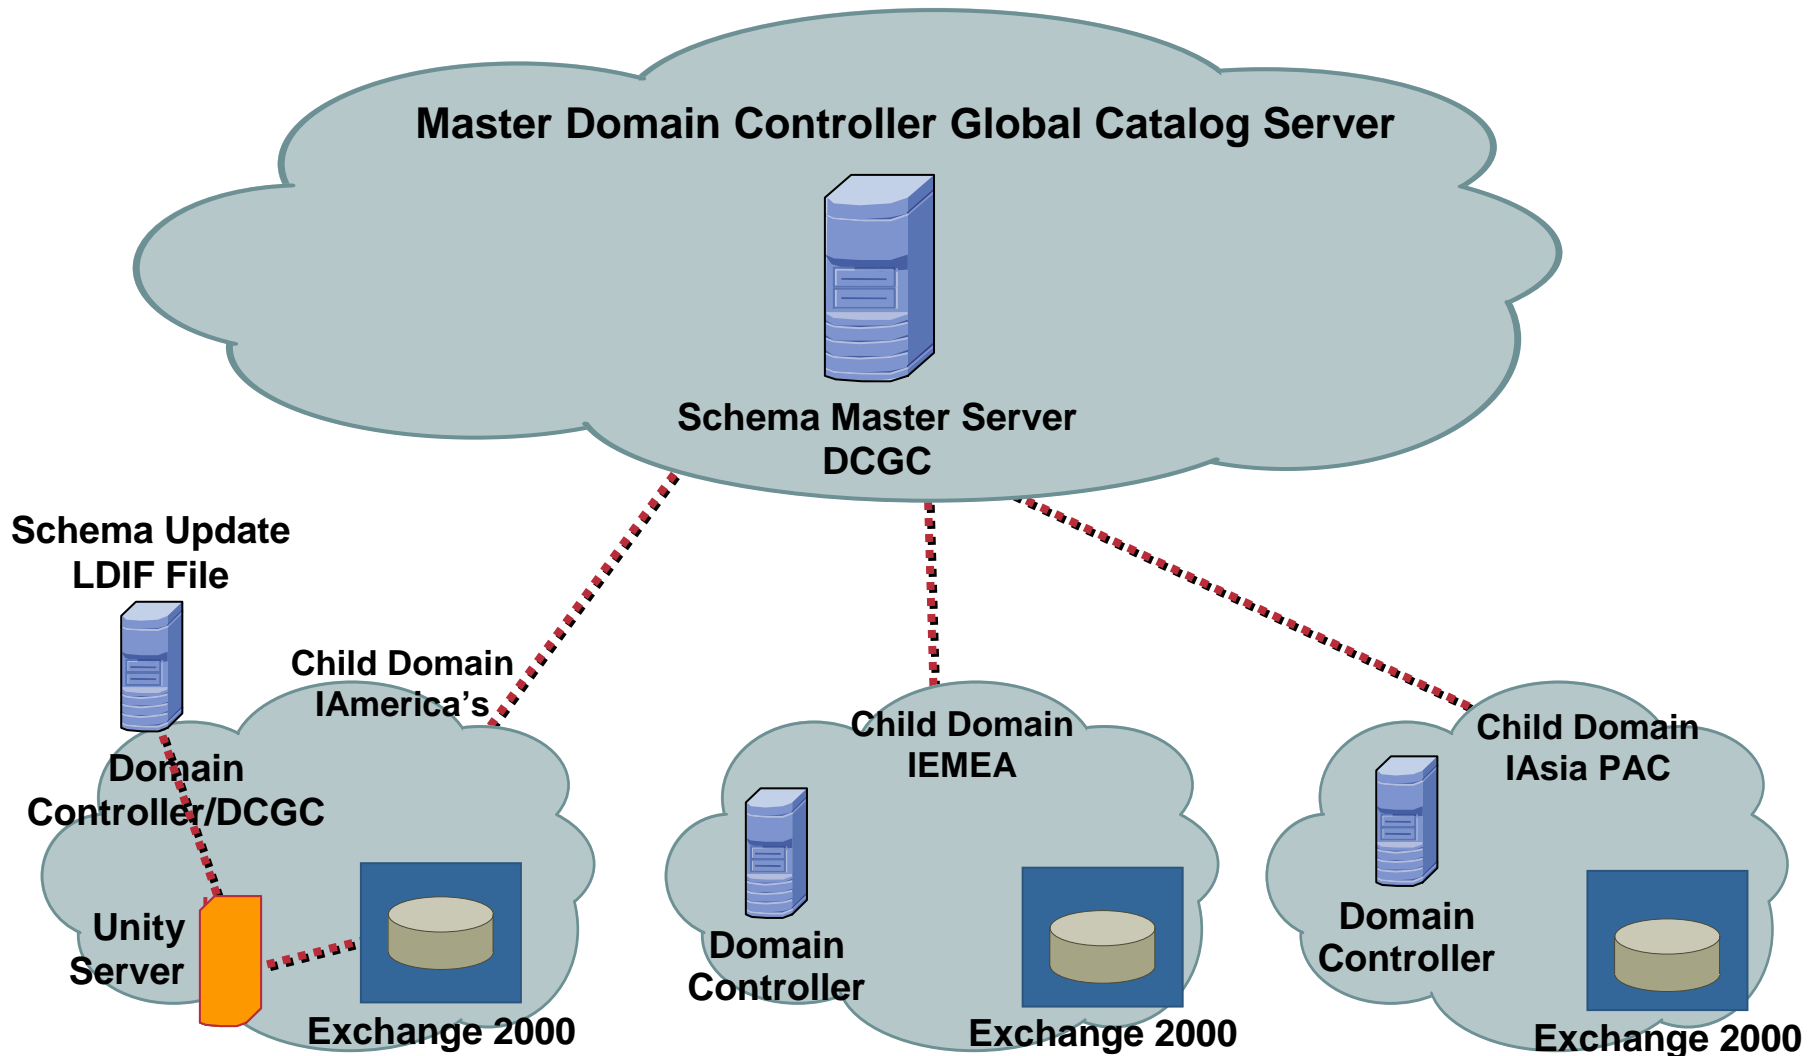 Master Domain Controller Global Catalog Server
Schema Master Server
DCGC
Schema Update
LDIF File
Child Domain
IAmerica’s
Domain
Controller/DCGC
Unity
Server
Exchange 2000
Child Domain
IEMEA
Domain
Controller
Exchange 2000
Child Domain
IAsia PAC
Domain
Controller
Exchange 2000